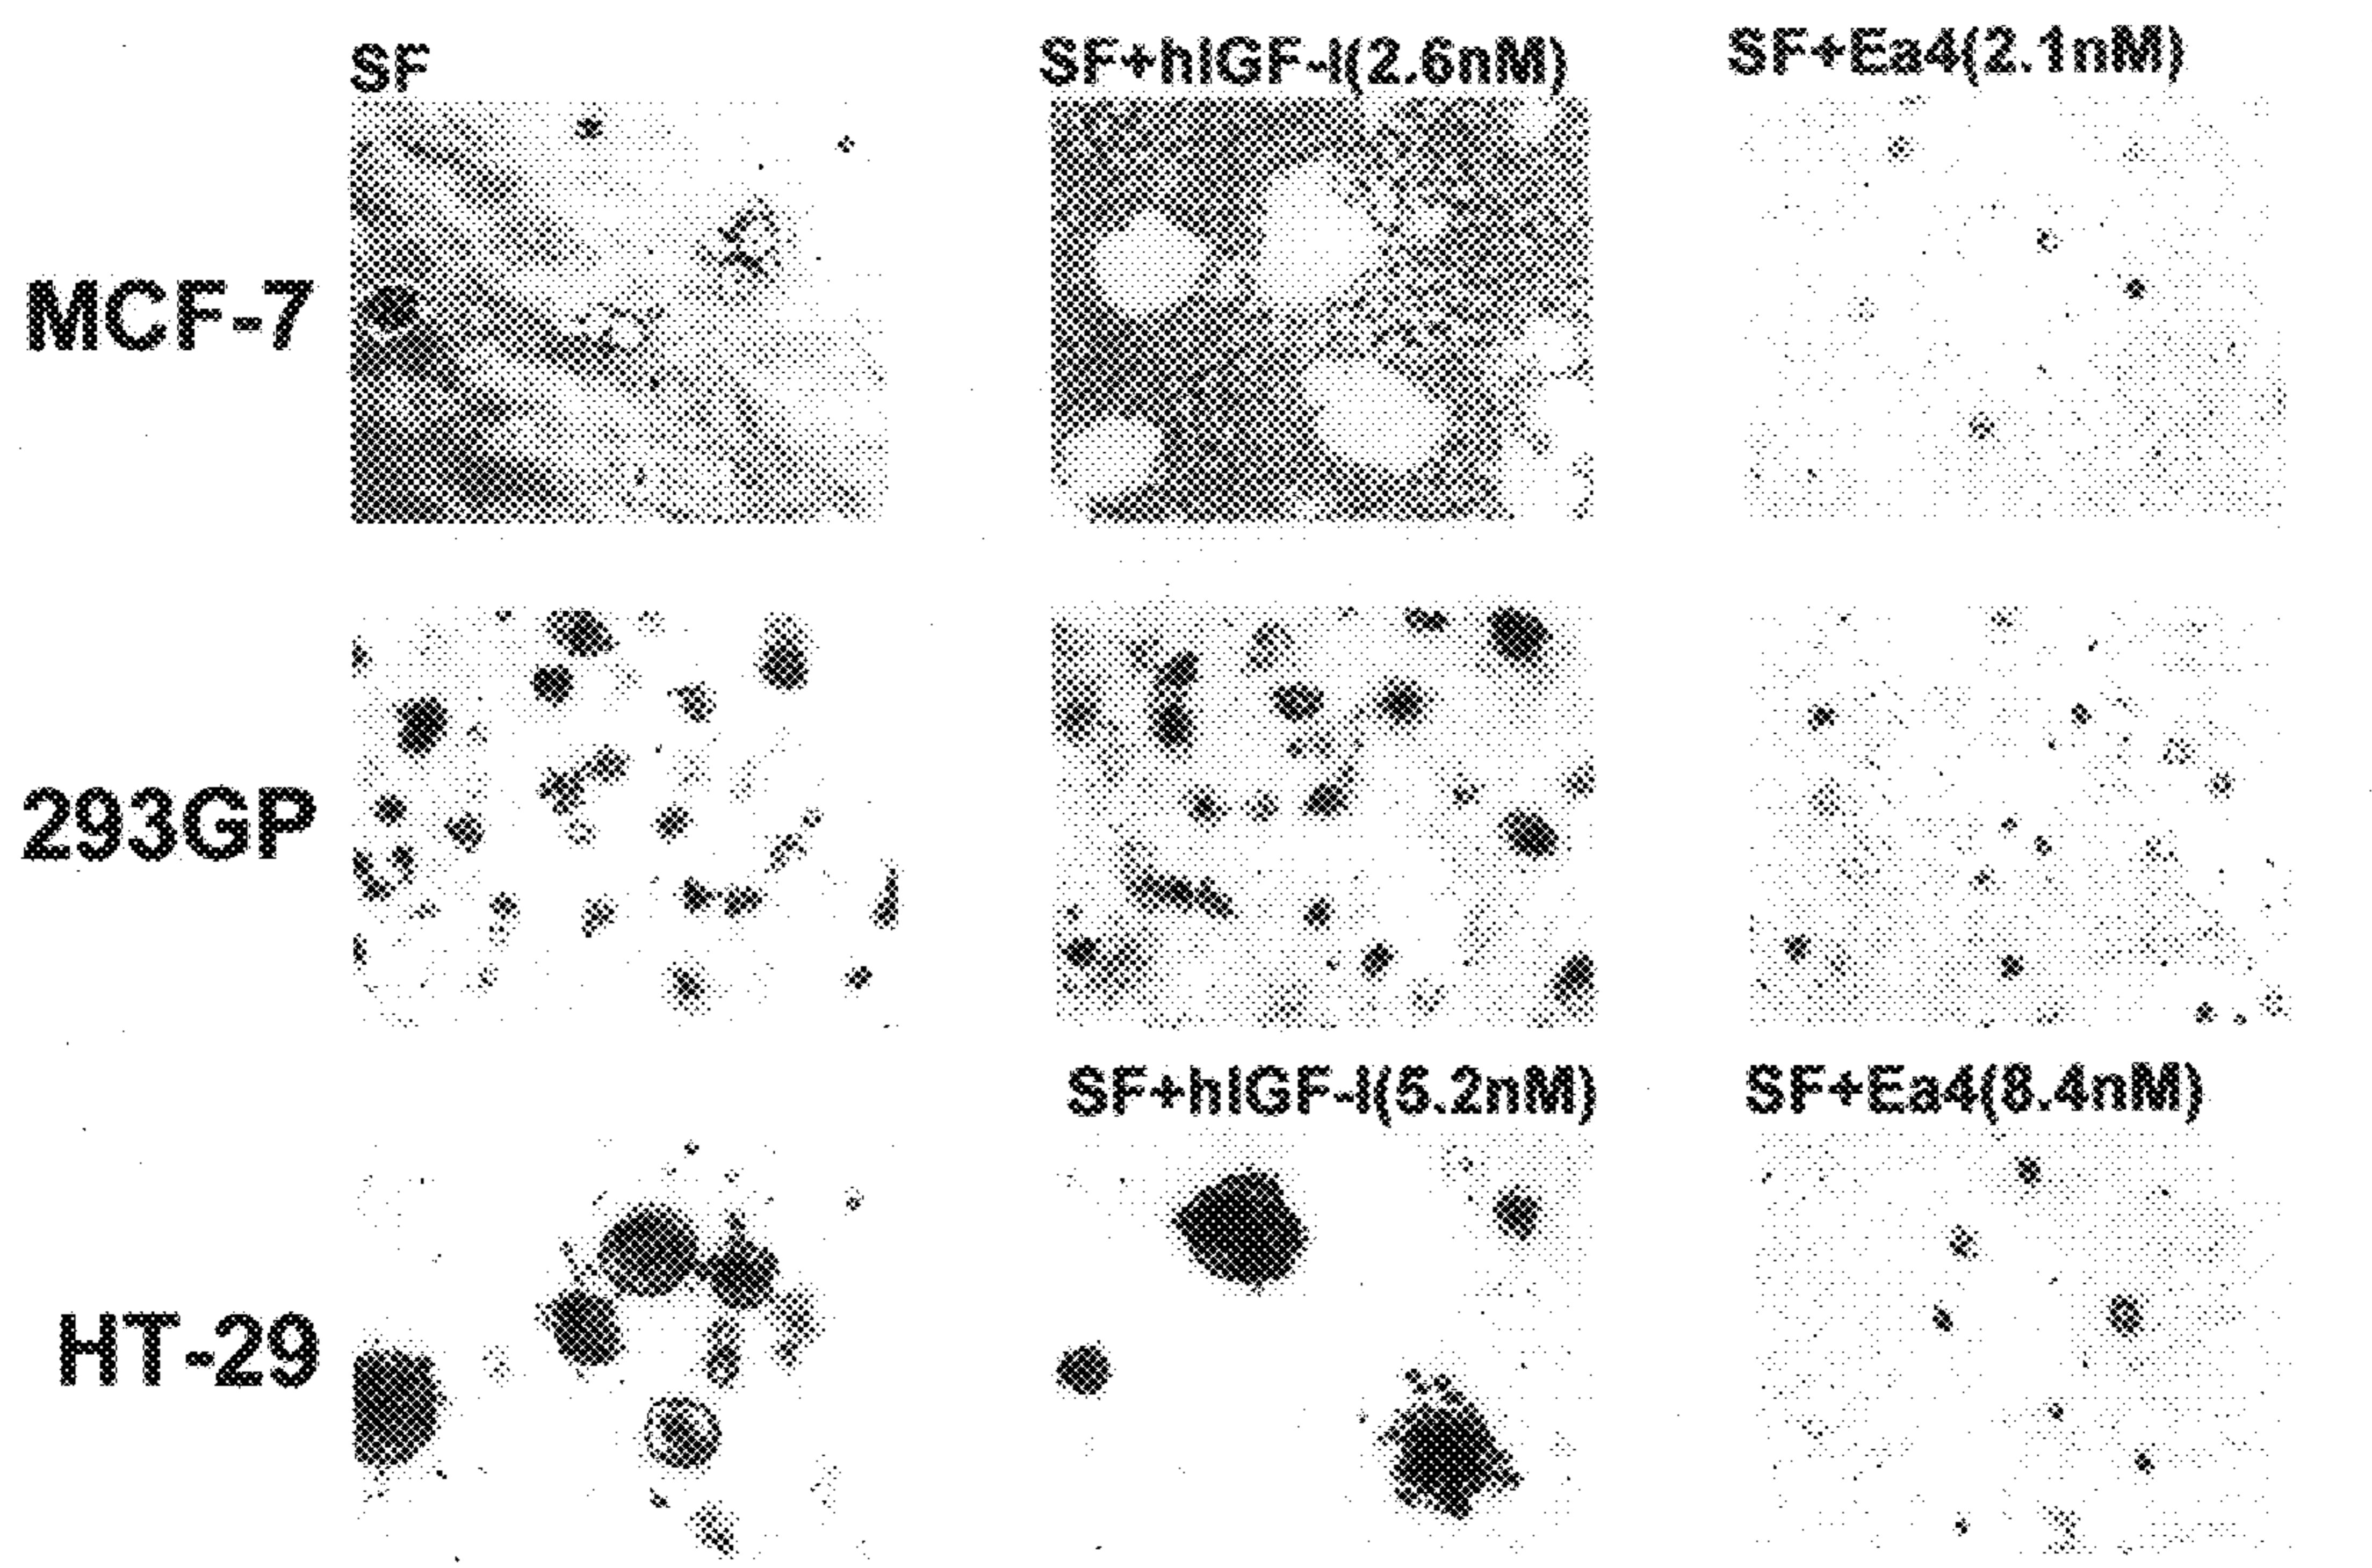 SF SF+hIGF-I(2.6nM) SF+Ea4(2.1nM)
MCF-7
293GP
SF+hIGF-I(5.2nM) SF+Ea4(8.4nM)
HT-29